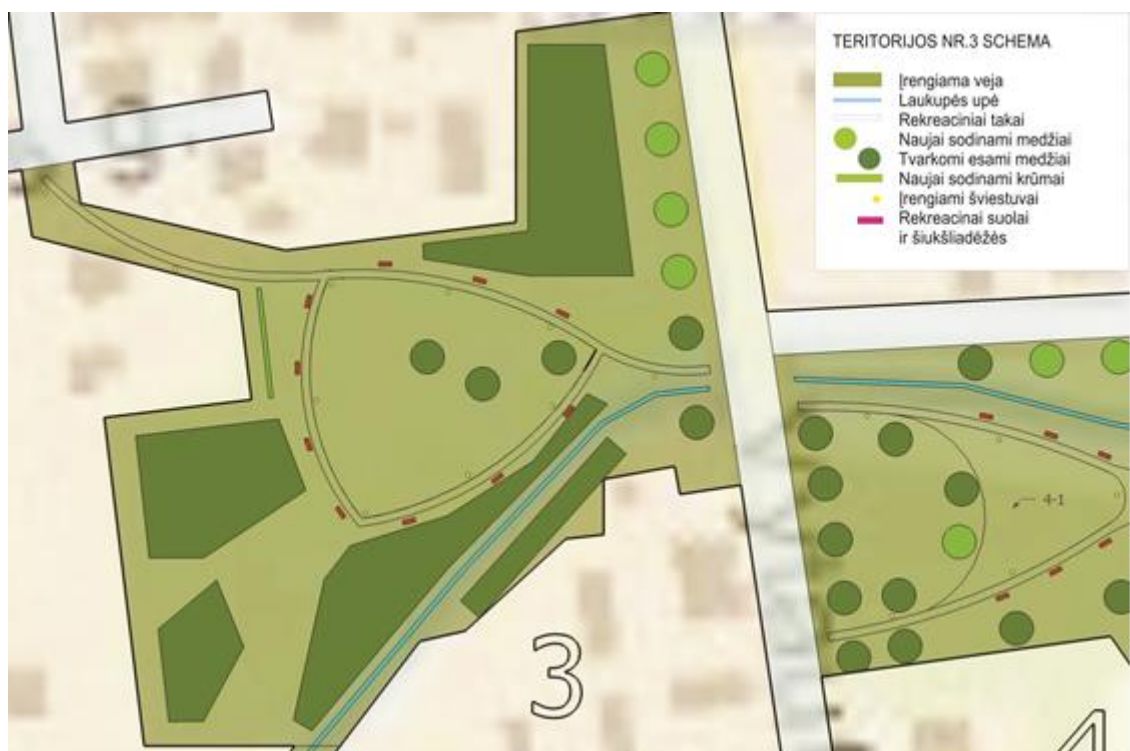 TERITORIJOS NR.3 SCHEMA
Įrengiama veja
Laukupės upė
Rekreaciniai takai
Naujai sodinami medžiai
Tvarkomi esami medžiai
Naujai sodinami krūmai
Įrengiami šviestuvai
Rekreacinai suolai
ir šiukšliadėžės
4-1
3
4